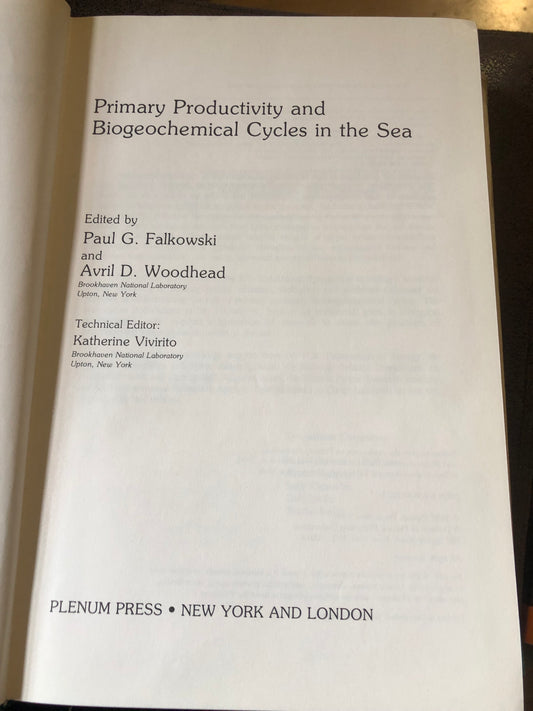 Primary Productivity and
Biogeochemical Cycles in the Sea
Edited by
Paul G. Falkowski
and
Avril D. Woodhead
Brookhaven National Laboratory
Upton, New York
Technical Editor:
Katherine Vivirito
Brookhaven National Laboratory
Upton, New York
PLENUM PRESS • NEW YORK AND LONDON